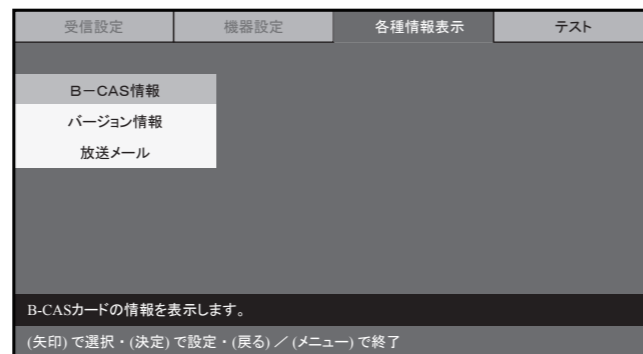 受信設定 機器設定 各種情報表示 テスト
B－CAS情報
バージョン情報
放送メール
B-CASカードの情報を表示します。
(矢印) で選択・(決定) で設定・(戻る) ／ (メニュー) で終了